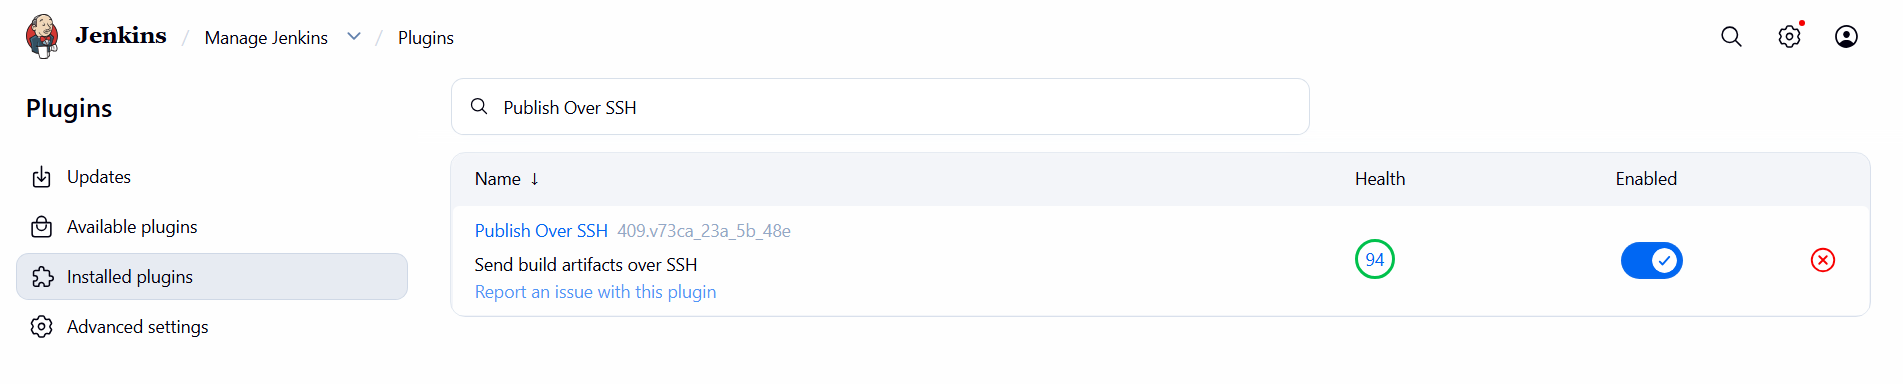 Jenkins / Manage Jenkins / Plugins
Plugins
Updates
Available plugins
Installed plugins
Advanced settings
Publish Over SSH
Name ↓ Health Enabled
Publish Over SSH 409.v73ca_23a_5b_48e
Send build artifacts over SSH
Report an issue with this plugin
94